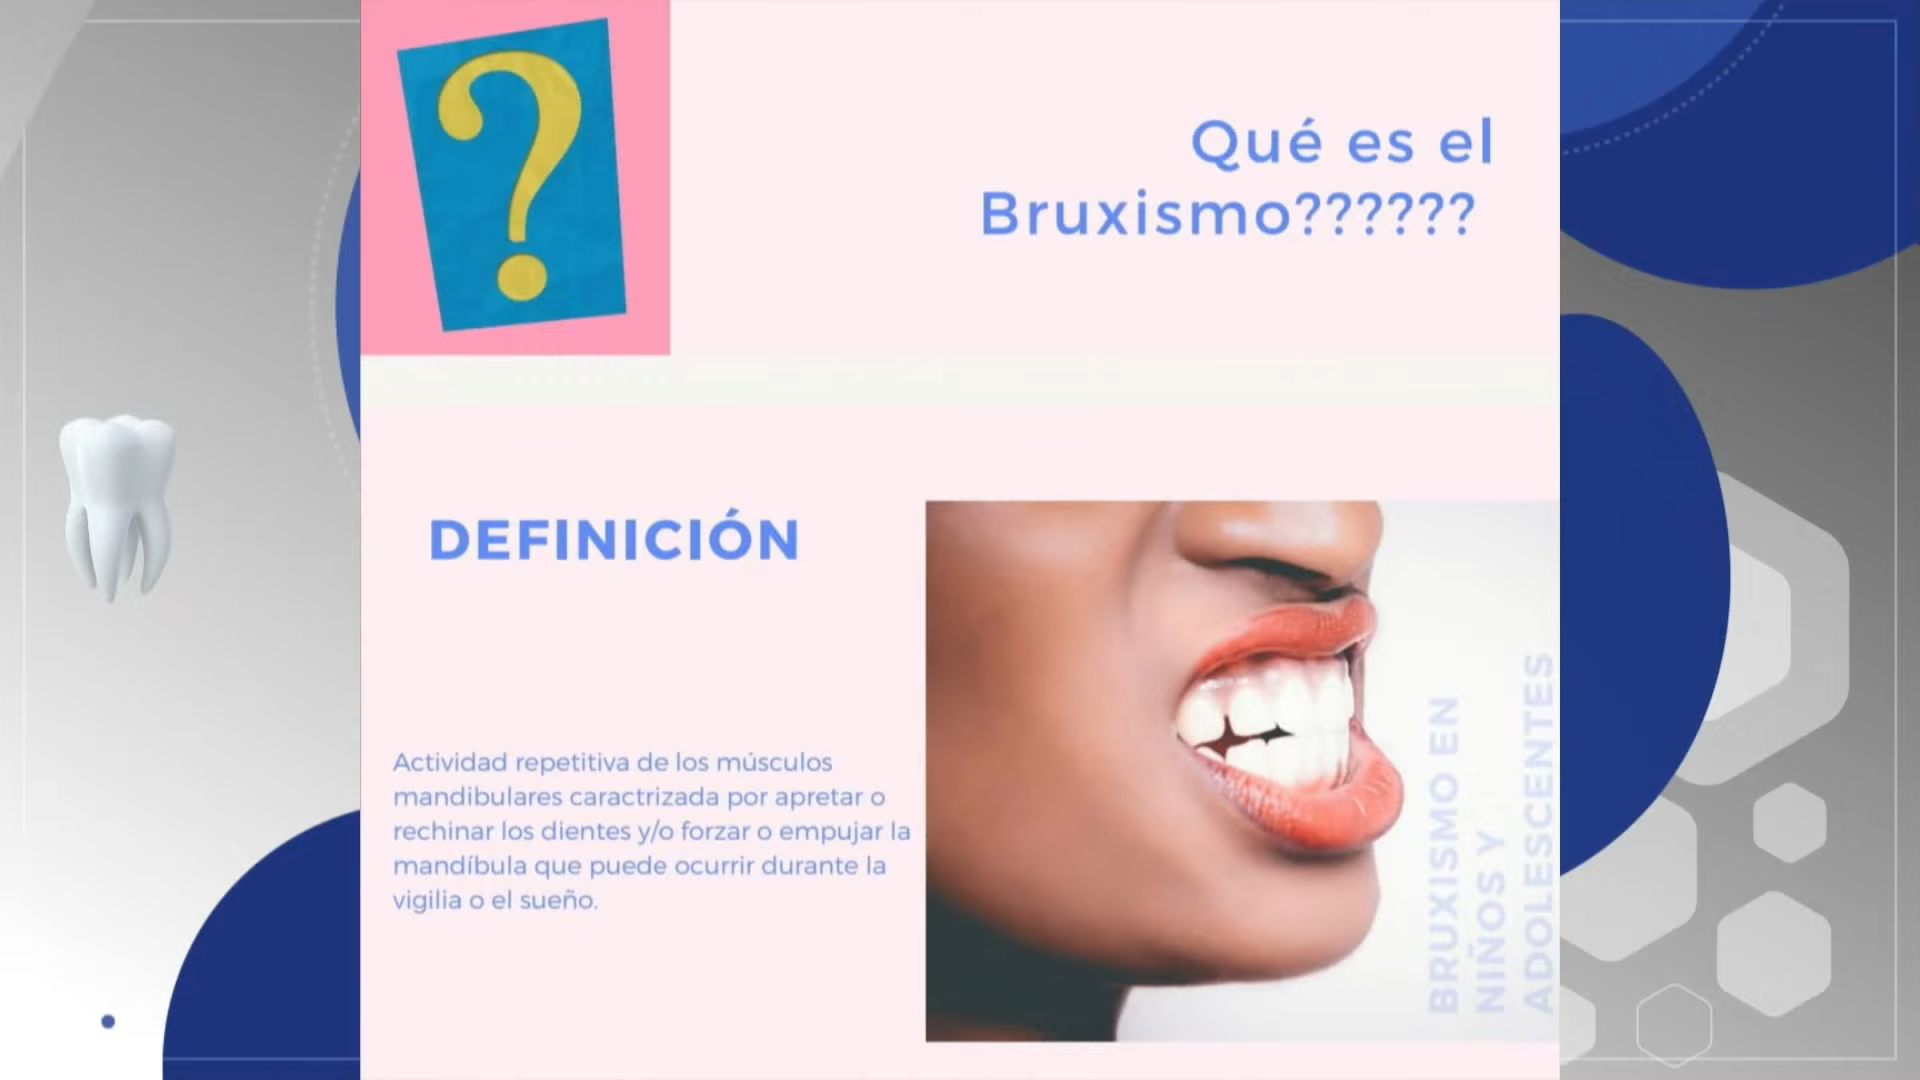 ?
Qué es el
Bruxismo??????
DEFINICIÓN
Actividad repetitiva de los músculos
mandibulares caractrizada por apretar o
rechinar los dientes y/o forzar o empujar la
mandíbula que puede ocurrir durante la
vigilia o el sueño.
BRUXISMO EN
NIÑOS Y
ADOLESCENTES